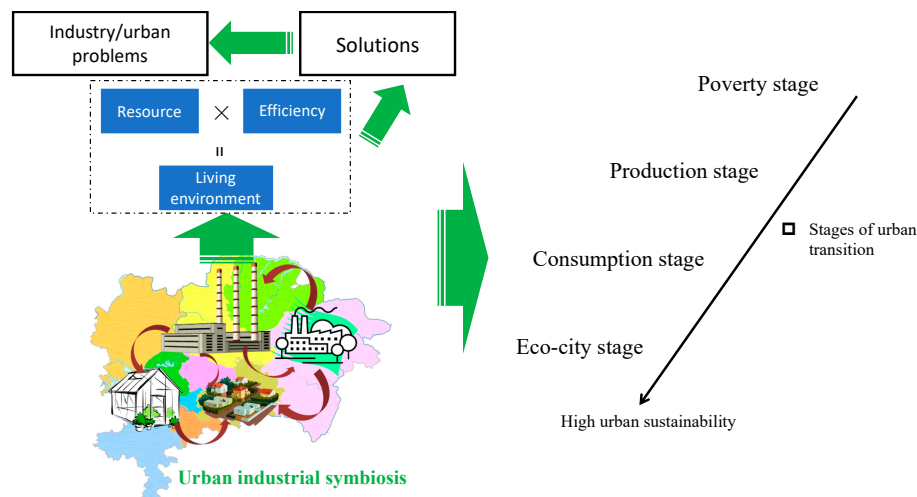 Industry/urban
problems
Solutions
Resource
×
Efficiency
=
Living
environment
Urban industrial symbiosis
Poverty stage
Production stage
Consumption stage
Eco-city stage
Stages of urban
transition
High urban sustainability